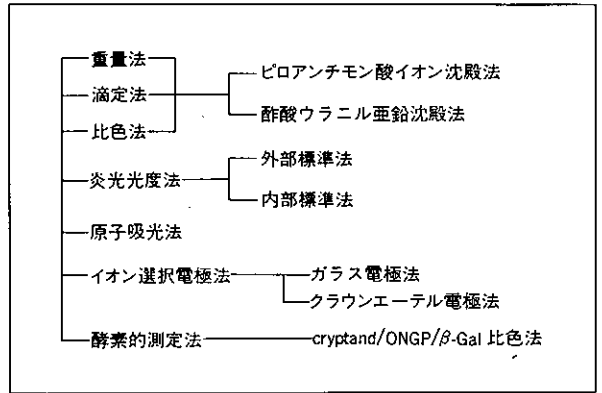 重量法
滴定法
比色法
ピロアンチモン酸イオン沈殿法
酢酸ウラニル亜鉛沈殿法
炎光光度法
外部標準法
内部標準法
原子吸光法
イオン選択電極法
ガラス電極法
クラウンエーテル電極法
酵素的測定法
cryptand/ONGP/β-Gal 比色法